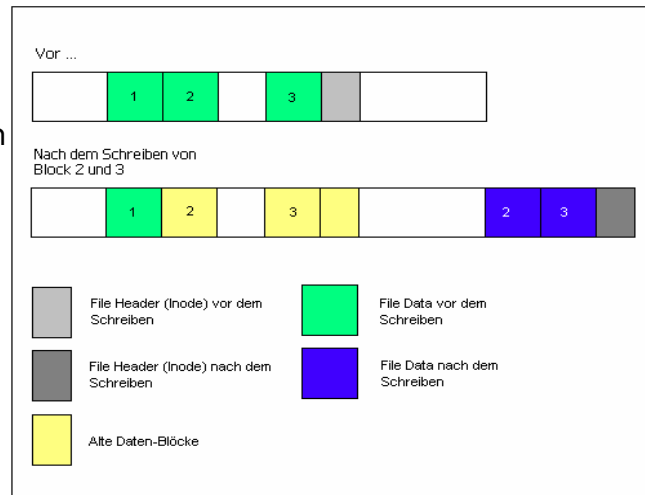 Vor ...
1 2 3
n
Nach dem Schreiben von
Block 2 und 3
1 2 3 2 3
File Header (Inode) vor dem
Schreiben
File Data vor dem
Schreiben
File Header (Inode) nach dem
Schreiben
File Data nach dem
Schreiben
Alte Daten-Blöcke